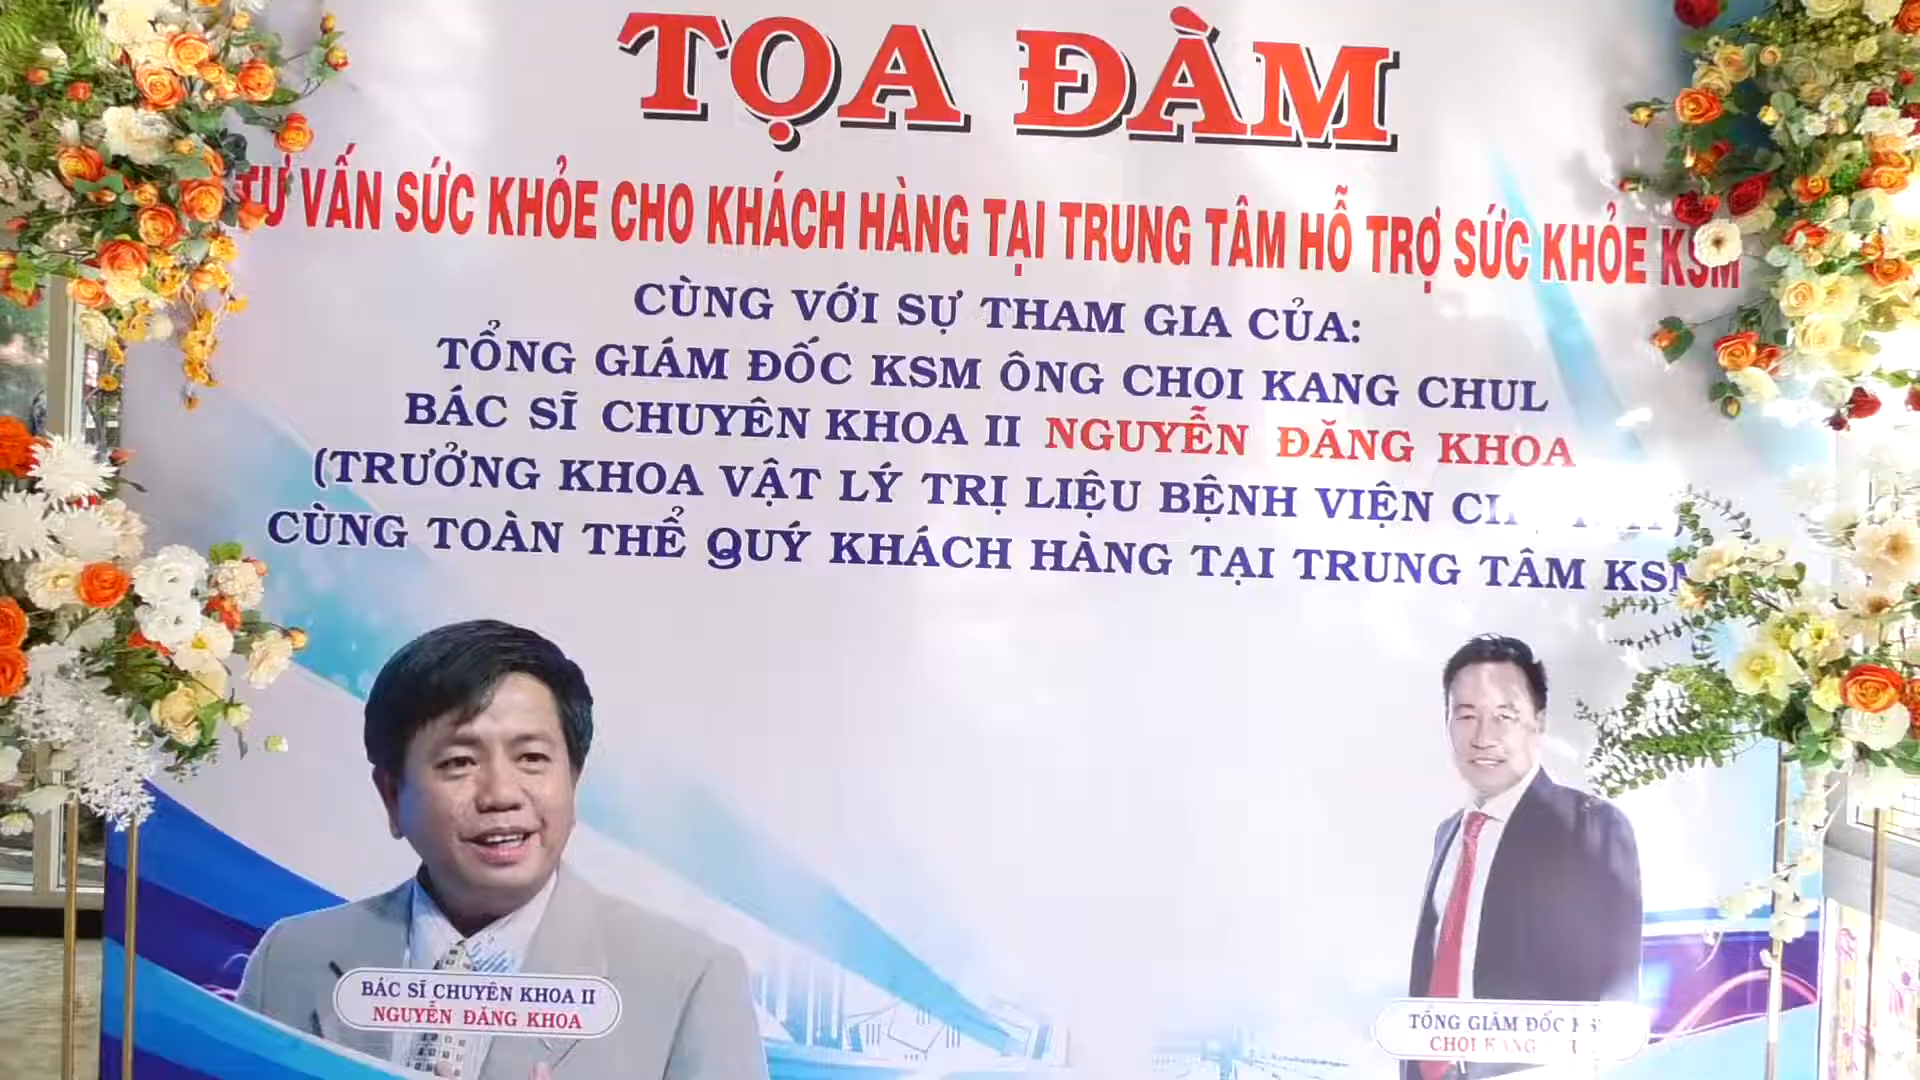 TỌA ĐÀM
TƯ VẤN SỨC KHỎE CHO KHÁCH HÀNG TẠI TRUNG TÂM HỖ TRỢ SỨC KHỎE KSM
CÙNG VỚI SỰ THAM GIA CỦA:
TỔNG GIÁM ĐỐC KSM ÔNG CHOI KANG CHUL
BÁC SĨ CHUYÊN KHOA II NGUYỄN ĐĂNG KHOA
(TRƯỞNG KHOA VẬT LÝ TRỊ LIỆU BỆNH VIỆN
CÙNG TOÀN THỂ QUÝ KHÁCH HÀNG TẠI TRUNG TÂM KSM
BÁC SĨ CHUYÊN KHOA II
NGUYỄN ĐĂNG KHOA
TỔNG GIÁM ĐỐC
CHOI KANG